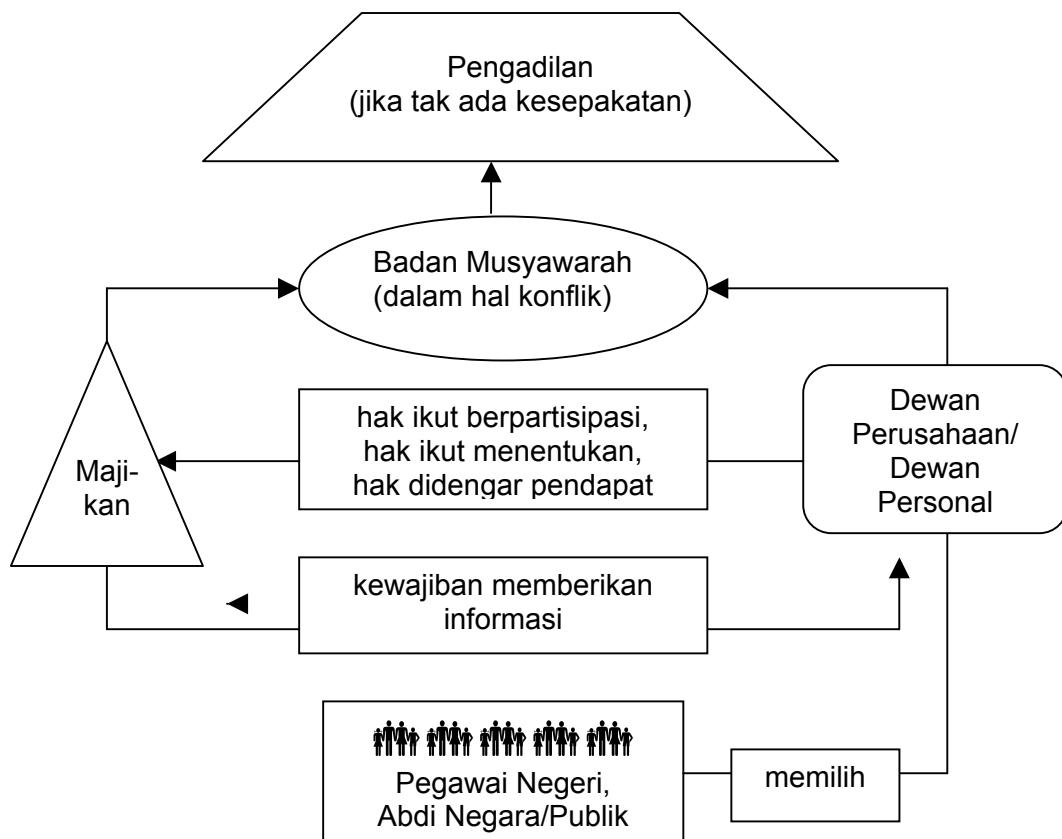 Pengadilan
(jika tak ada kesepakatan)
Badan Musyawarah
(dalam hal konflik)
hak ikut berpartisipasi,
hak ikut menentukan,
hak didengar pendapat
Maji-
kan
Dewan
Perusahaan/
Dewan
Personal
kewajiban memberikan
informasi
Pegawai Negeri,
Abdi Negara/Publik
memilih